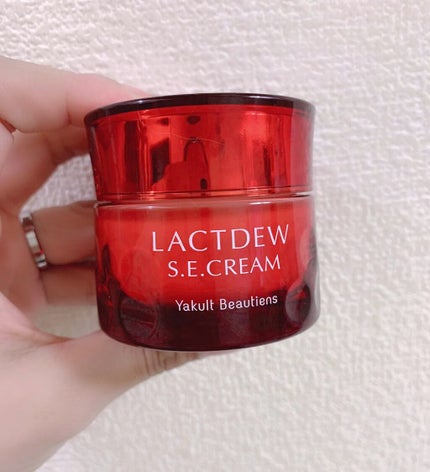 LACTDEW
S.E.CREAM
Yakult Beautiens